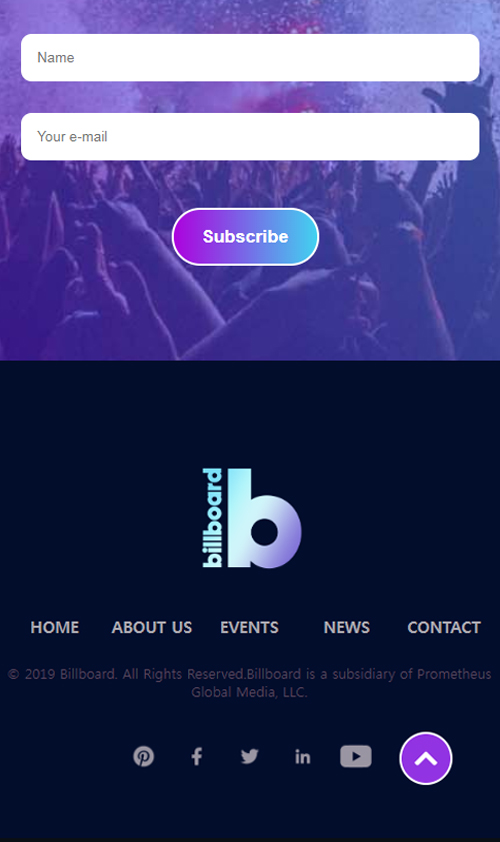 Name
Your e-mail
Subscribe
billboard
b
HOME ABOUT US EVENTS NEWS CONTACT
© 2019 Billboard. All Rights Reserved.Billboard is a subsidiary of Prometheus
Global Media, LLC.